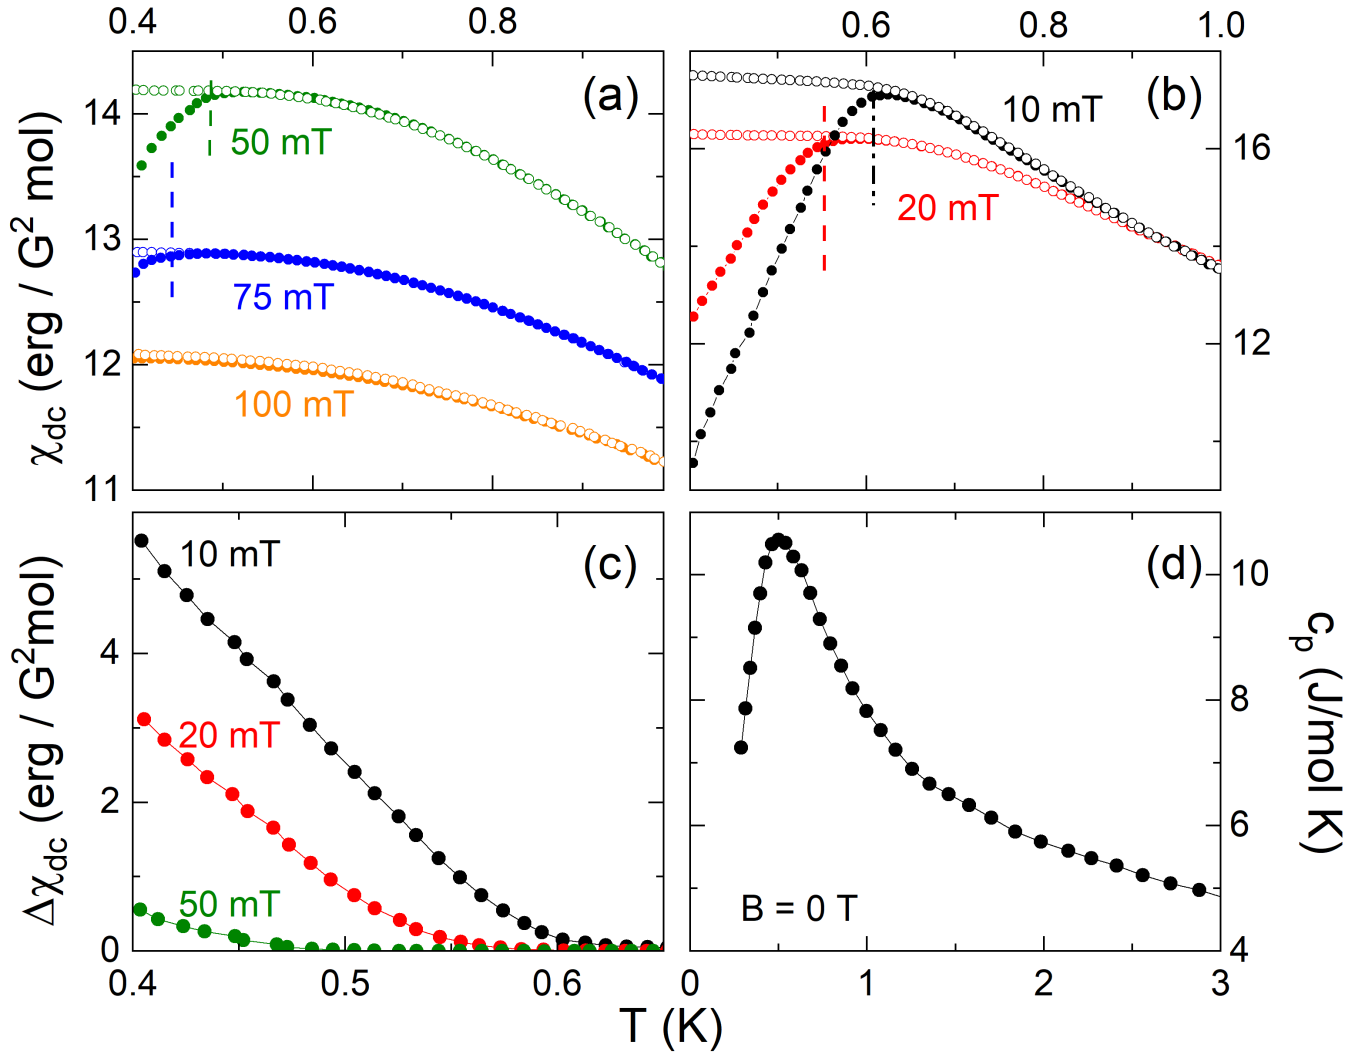 0.4 0.6 0.8 0.6 0.8 1.0
(a) (b)
14
50 mT
13
75 mT
12
100 mT
11
χdc (erg / G² mol)
10 mT
16
20 mT
12
(c) (d)
10 mT
4
20 mT
2
50 mT
0
Δχdc (erg / G²mol)
10
8
6
4
cp (J/mol K)
B = 0 T
0.4 0.5 0.6 0 1 2 3
T (K)